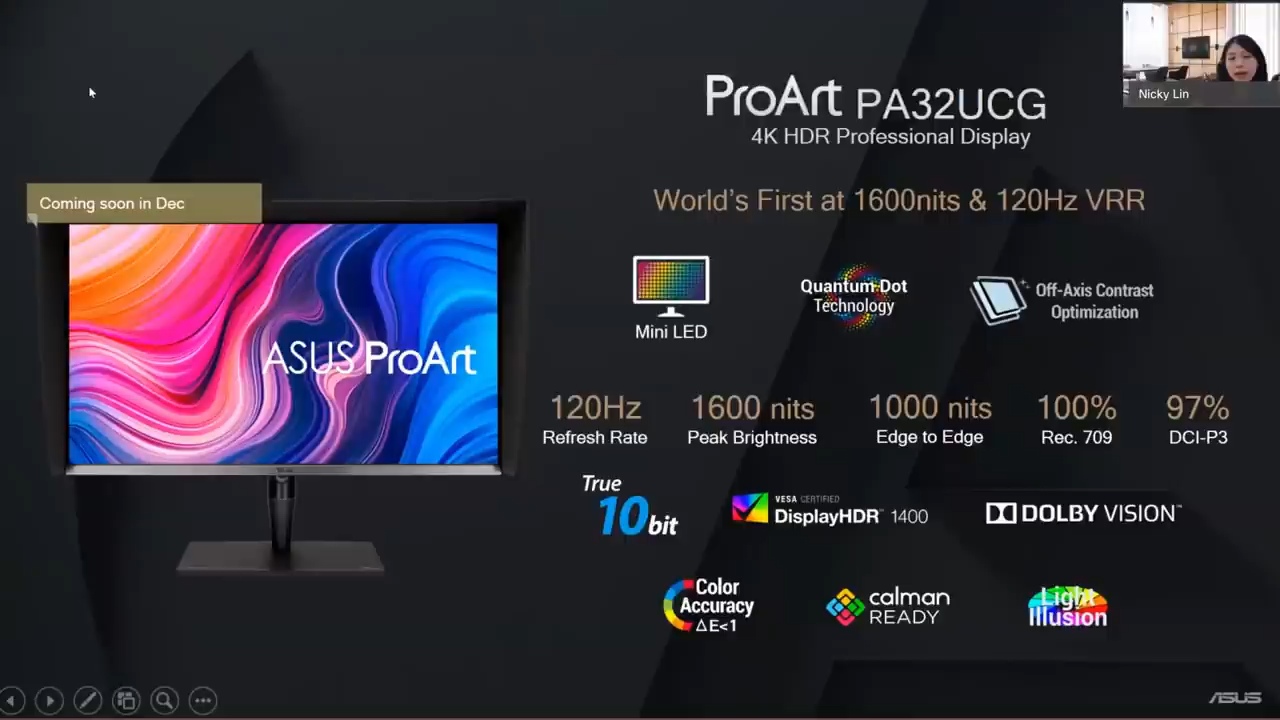 Nicky Lin
ProArt PA32UCG
4K HDR Professional Display
World's First at 1600nits & 120Hz VRR
Coming soon in Dec
ASUS ProArt
Mini LED
Quantum Dot
Technology
Off-Axis Contrast
Optimization
120Hz
Refresh Rate
1600 nits
Peak Brightness
1000 nits
Edge to Edge
100%
Rec. 709
97%
DCI-P3
True
10bit
VESA CERTIFIED
DisplayHDR™ 1400
DOLBY VISION™
Color
Accuracy
ΔE<1
calman
READY
Light
Illusion
ASUS